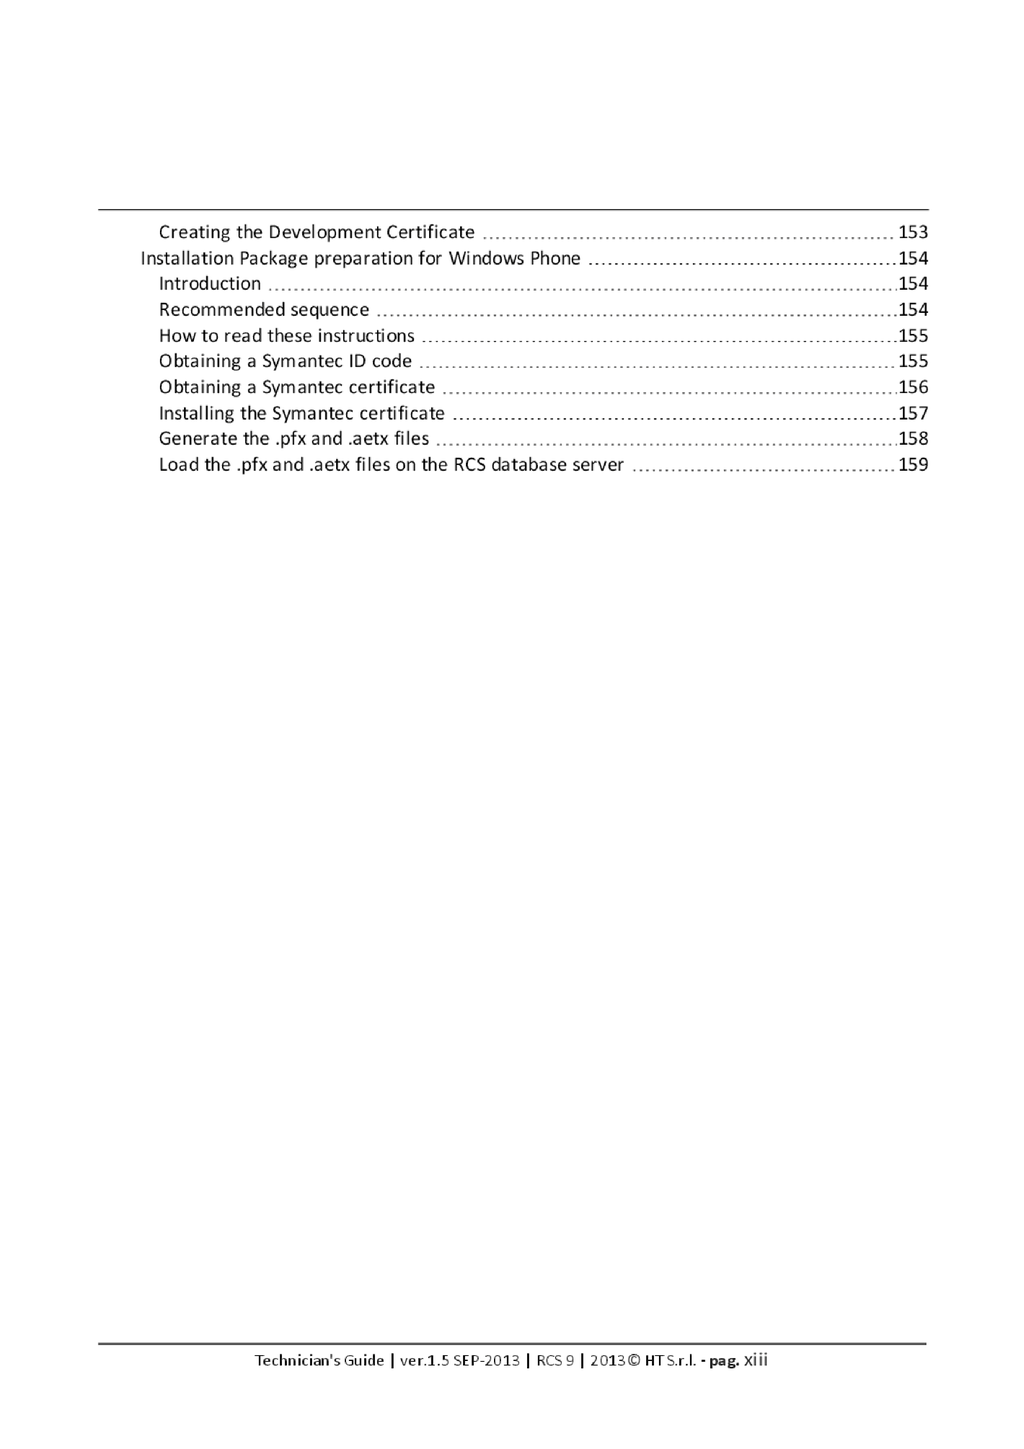 Creating the Development Certificate 153
Installation Package preparation for Windows Phone 154
Introduction 154
Recommended sequence 154
How to read these instructions 155
Obtaining a Symantec ID code 155
Obtaining a Symantec certificate 156
Installing the Symantec certificate 157
Generate the .pfx and .aetx files 158
Load the .pfx and .aetx files on the RCS database server 159
Technician's Guide | ver.1.5 SEP-2013 | RCS 9 | 2013© HT S.r.l. - pag. xiii